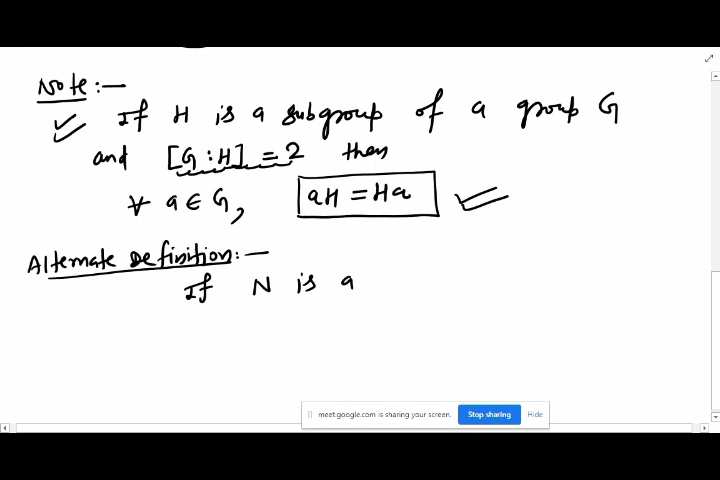 Note :—
If H is a subgroup of a group G
and [G : H] = 2 then
∀ a ∈ G, aH = Ha
Alternate Definition :—
If N is a
meet.google.com is sharing your screen. Stop sharing Hide